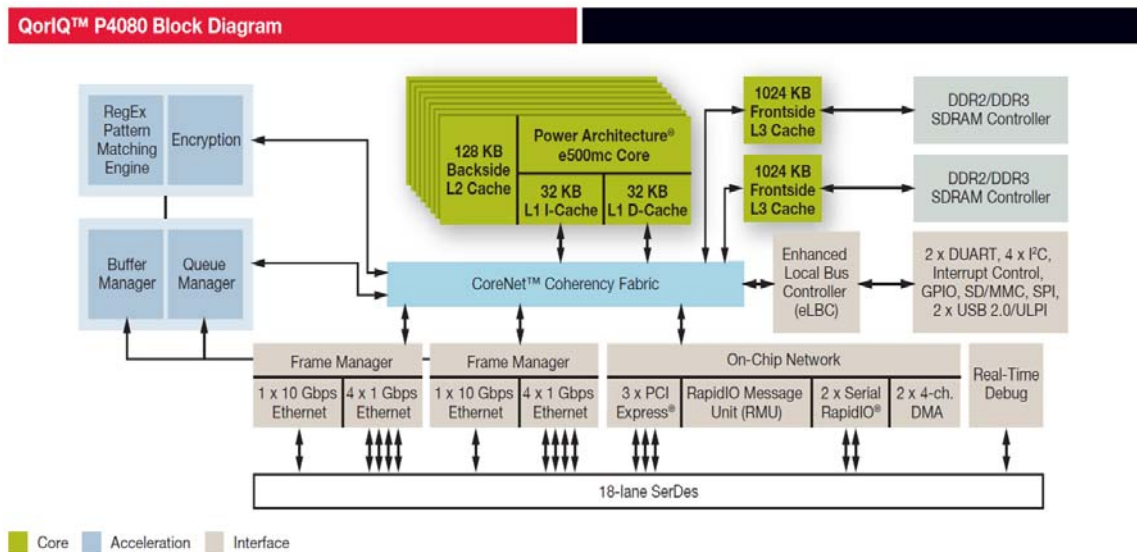 QorIQ™ P4080 Block Diagram
RegEx
Pattern
Matching
Engine
Encryption
128 KB
Backside
L2 Cache
Power Architecture®
e500mc Core
32 KB
L1 I-Cache
32 KB
L1 D-Cache
1024 KB
Frontside
L3 Cache
DDR2/DDR3
SDRAM Controller
1024 KB
Frontside
L3 Cache
DDR2/DDR3
SDRAM Controller
Buffer
Manager
Queue
Manager
CoreNet™ Coherency Fabric
Enhanced
Local Bus
Controller
(eLBC)
2 x DUART, 4 x I²C,
Interrupt Control,
GPIO, SD/MMC, SPI,
2 x USB 2.0/ULPI
Frame Manager
1 x 10 Gbps
Ethernet
4 x 1 Gbps
Ethernet
Frame Manager
1 x 10 Gbps
Ethernet
4 x 1 Gbps
Ethernet
On-Chip Network
3 x PCI
Express®
RapidIO Message
Unit (RMU)
2 x Serial
RapidIO®
2 x 4-ch.
DMA
Real-Time
Debug
18-lane SerDes
Core
Acceleration
Interface